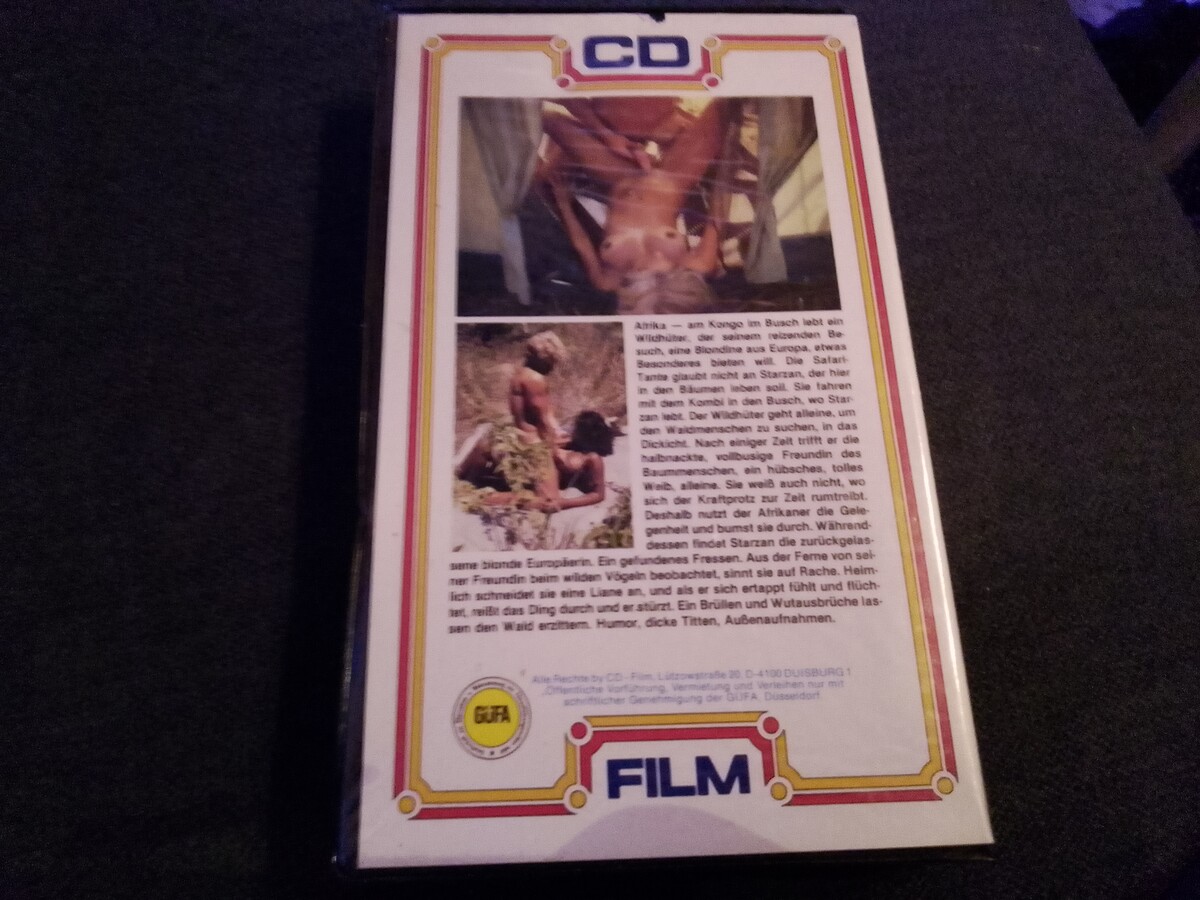 CD
Afrika — am Kongo im Busch lebt ein
Wildhüter, der seinem reizenden Be-
such, eine Blondine aus Europa, etwas
Besonderes bieten will. Die Safari-
Tante glaubt nicht an Starzan, der hier
in den Bäumen leben soll. Sie fahren
mit dem Kombi in den Busch, wo Star-
zan lebt. Der Wildhüter geht alleine, um
den Waldmenschen zu suchen, in das
Dickicht. Nach einiger Zeit trifft er die
halbnackte, vollbusige Freundin des
Baummenschen, ein hübsches, tolles
Weib, alleine. Sie weiß auch nicht, wo
sich der Kraftprotz zur Zeit rumtreibt.
Deshalb nutzt der Afrikaner die Gele-
genheit und bumst sie durch. Während-
dessen findet Starzan die zurückgelas-
sene blonde Europäerin. Ein gefundenes Fressen. Aus der Ferne von sei-
ner Freundin beim wilden Vögeln beobachtet, sinnt sie auf Rache. Heim-
lich schneidet sie eine Liane an, und als er sich ertappt fühlt und flüch-
tet, reißt das Ding durch und er stürzt. Ein Brüllen und Wutausbrüche las-
sen den Wald erzittern. Humor, dicke Titten, Außenaufnahmen.
Alle Rechte by CD - Film, Lützowstraße 20, D-4100 DUISBURG 1
„Öffentliche Vorführung, Vermietung und Verleihen nur mit
schriftlicher Genehmigung der GÜFA, Düsseldorf.
GÜFA
FILM